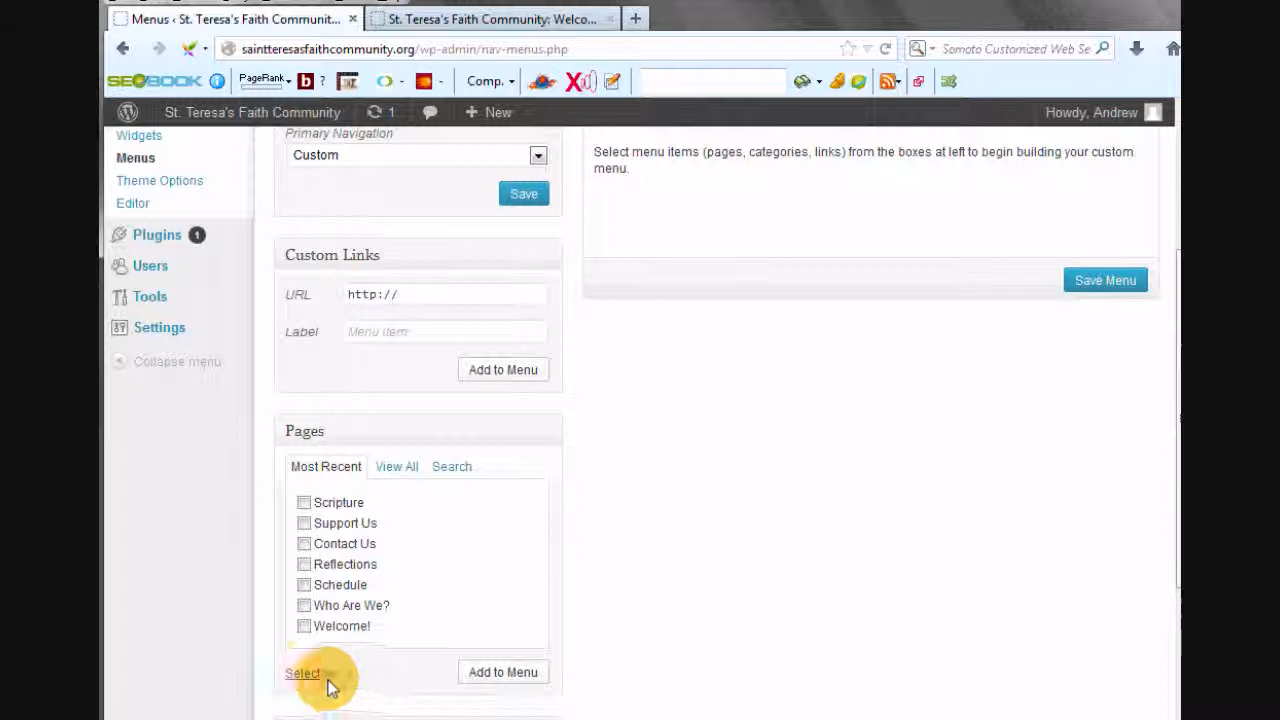 Menus ‹ St. Teresa's Faith Communit...
St. Teresa's Faith Community: Welco...
saintteresasfaithcommunity.org/wp-admin/nav-menus.php
Somoto Customized Web Se
SEOBOOK
PageRank
b ?
Comp.
St. Teresa's Faith Community
1
New
Howdy, Andrew
Widgets
Menus
Theme Options
Editor
Plugins 1
Users
Tools
Settings
Collapse menu
Primary Navigation
Custom
Save
Custom Links
URL
http://
Label
Menu item
Add to Menu
Pages
Most Recent
View All
Search
Scripture
Support Us
Contact Us
Reflections
Schedule
Who Are We?
Welcome!
Select
Add to Menu
Select menu items (pages, categories, links) from the boxes at left to begin building your custom
menu.
Save Menu